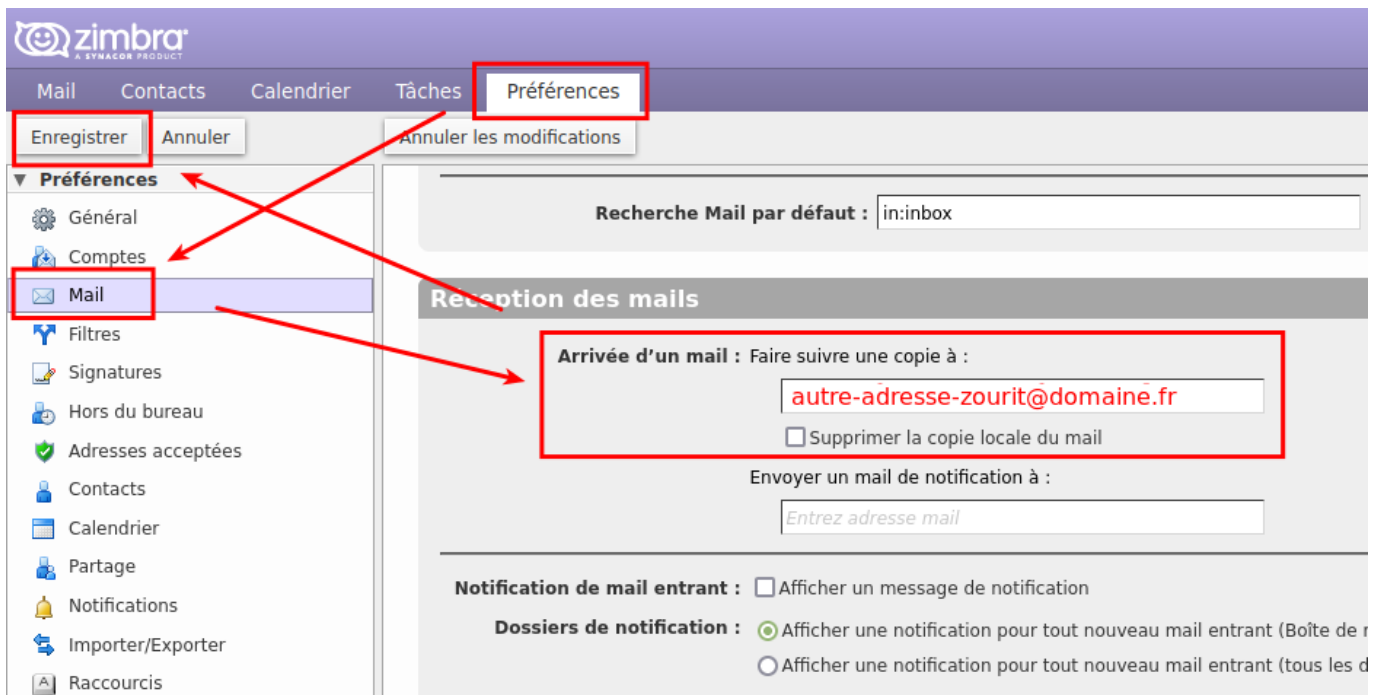 zimbra
A SYNACOR PRODUCT
Mail Contacts Calendrier Tâches Préférences
Enregistrer Annuler Annuler les modifications
Préférences
Général
Comptes
Mail
Filtres
Signatures
Hors du bureau
Adresses acceptées
Contacts
Calendrier
Partage
Notifications
Importer/Exporter
Raccourcis
Recherche Mail par défaut : in:inbox
Réception des mails
Arrivée d’un mail : Faire suivre une copie à :
autre-adresse-zourit@domaine.fr
Supprimer la copie locale du mail
Envoyer un mail de notification à :
Entrez adresse mail
Notification de mail entrant : Afficher un message de notification
Dossiers de notification : Afficher une notification pour tout nouveau mail entrant (Boîte de
Afficher une notification pour tout nouveau mail entrant (tous les